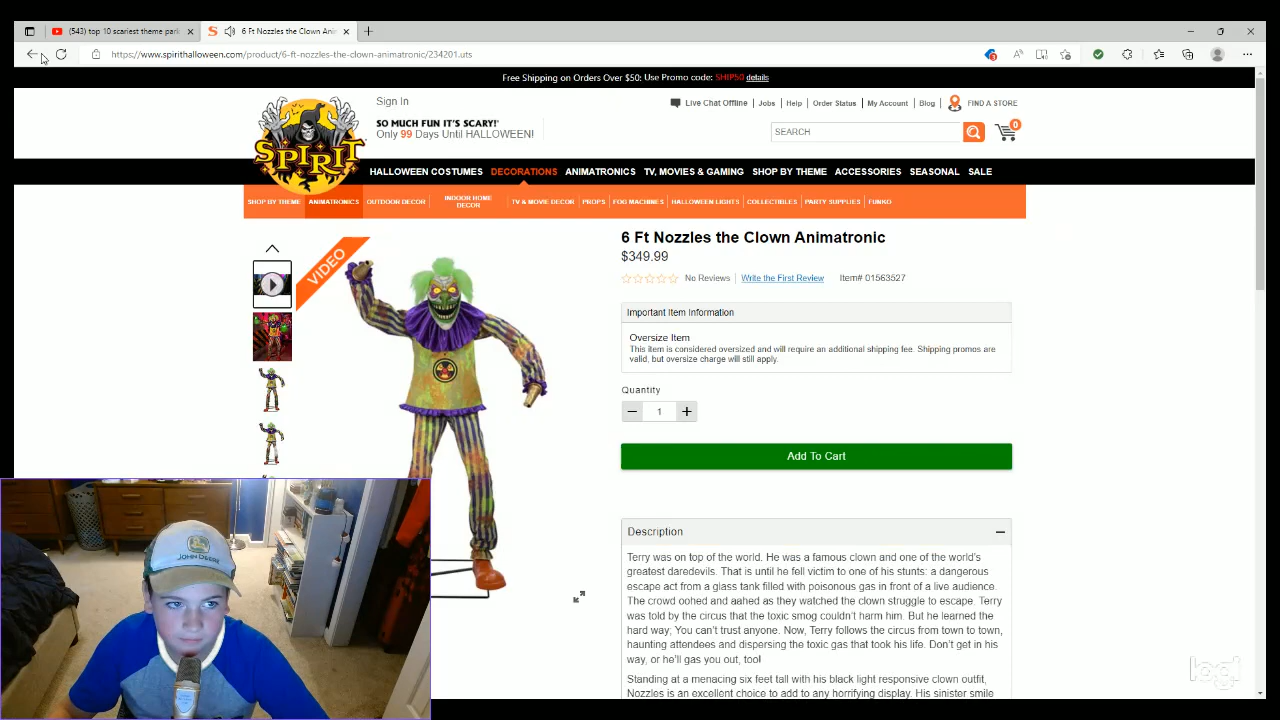 (543) top 10 scariest theme park
6 Ft Nozzles the Clown Anim
https://www.spirithalloween.com/product/6-ft-nozzles-the-clown-animatronic/234201.uts
Free Shipping on Orders Over $50: Use Promo code: SHIP50 details
Sign In
Live Chat Offline Jobs Help Order Status My Account Blog FIND A STORE
SO MUCH FUN IT'S SCARY!
Only 99 Days Until HALLOWEEN!
SEARCH
0
SPIRIT
HALLOWEEN COSTUMES DECORATIONS ANIMATRONICS TV, MOVIES & GAMING SHOP BY THEME ACCESSORIES SEASONAL SALE
SHOP BY THEME ANIMATRONICS OUTDOOR DECOR INDOOR HOME DECOR TV & MOVIE DECOR PROPS FOG MACHINES HALLOWEEN LIGHTS COLLECTIBLES PARTY SUPPLIES FUNKO
VIDEO
6 Ft Nozzles the Clown Animatronic
$349.99
No Reviews Write the First Review Item# 01563527
Important Item Information
Oversize Item
This item is considered oversized and will require an additional shipping fee. Shipping promos are
valid, but oversize charge will still apply.
Quantity
1
Add To Cart
Description
Terry was on top of the world. He was a famous clown and one of the world's
greatest daredevils. That is until he fell victim to one of his stunts: a dangerous
escape act from a glass tank filled with poisonous gas in front of a live audience.
The crowd oohed and aahed as they watched the clown struggle to escape. Terry
was told by the circus that the toxic smog couldn't harm him. But he learned the
hard way, You can't trust anyone. Now, Terry follows the circus from town to town,
haunting attendees and dispersing the toxic gas that took his life. Don't get in his
way, or he'll gas you out, too!
Standing at a menacing six feet tall with his black light responsive clown outfit,
Nozzles is an excellent choice to add to any horrifying display. His sinister smile
JOHN DEERE
logi